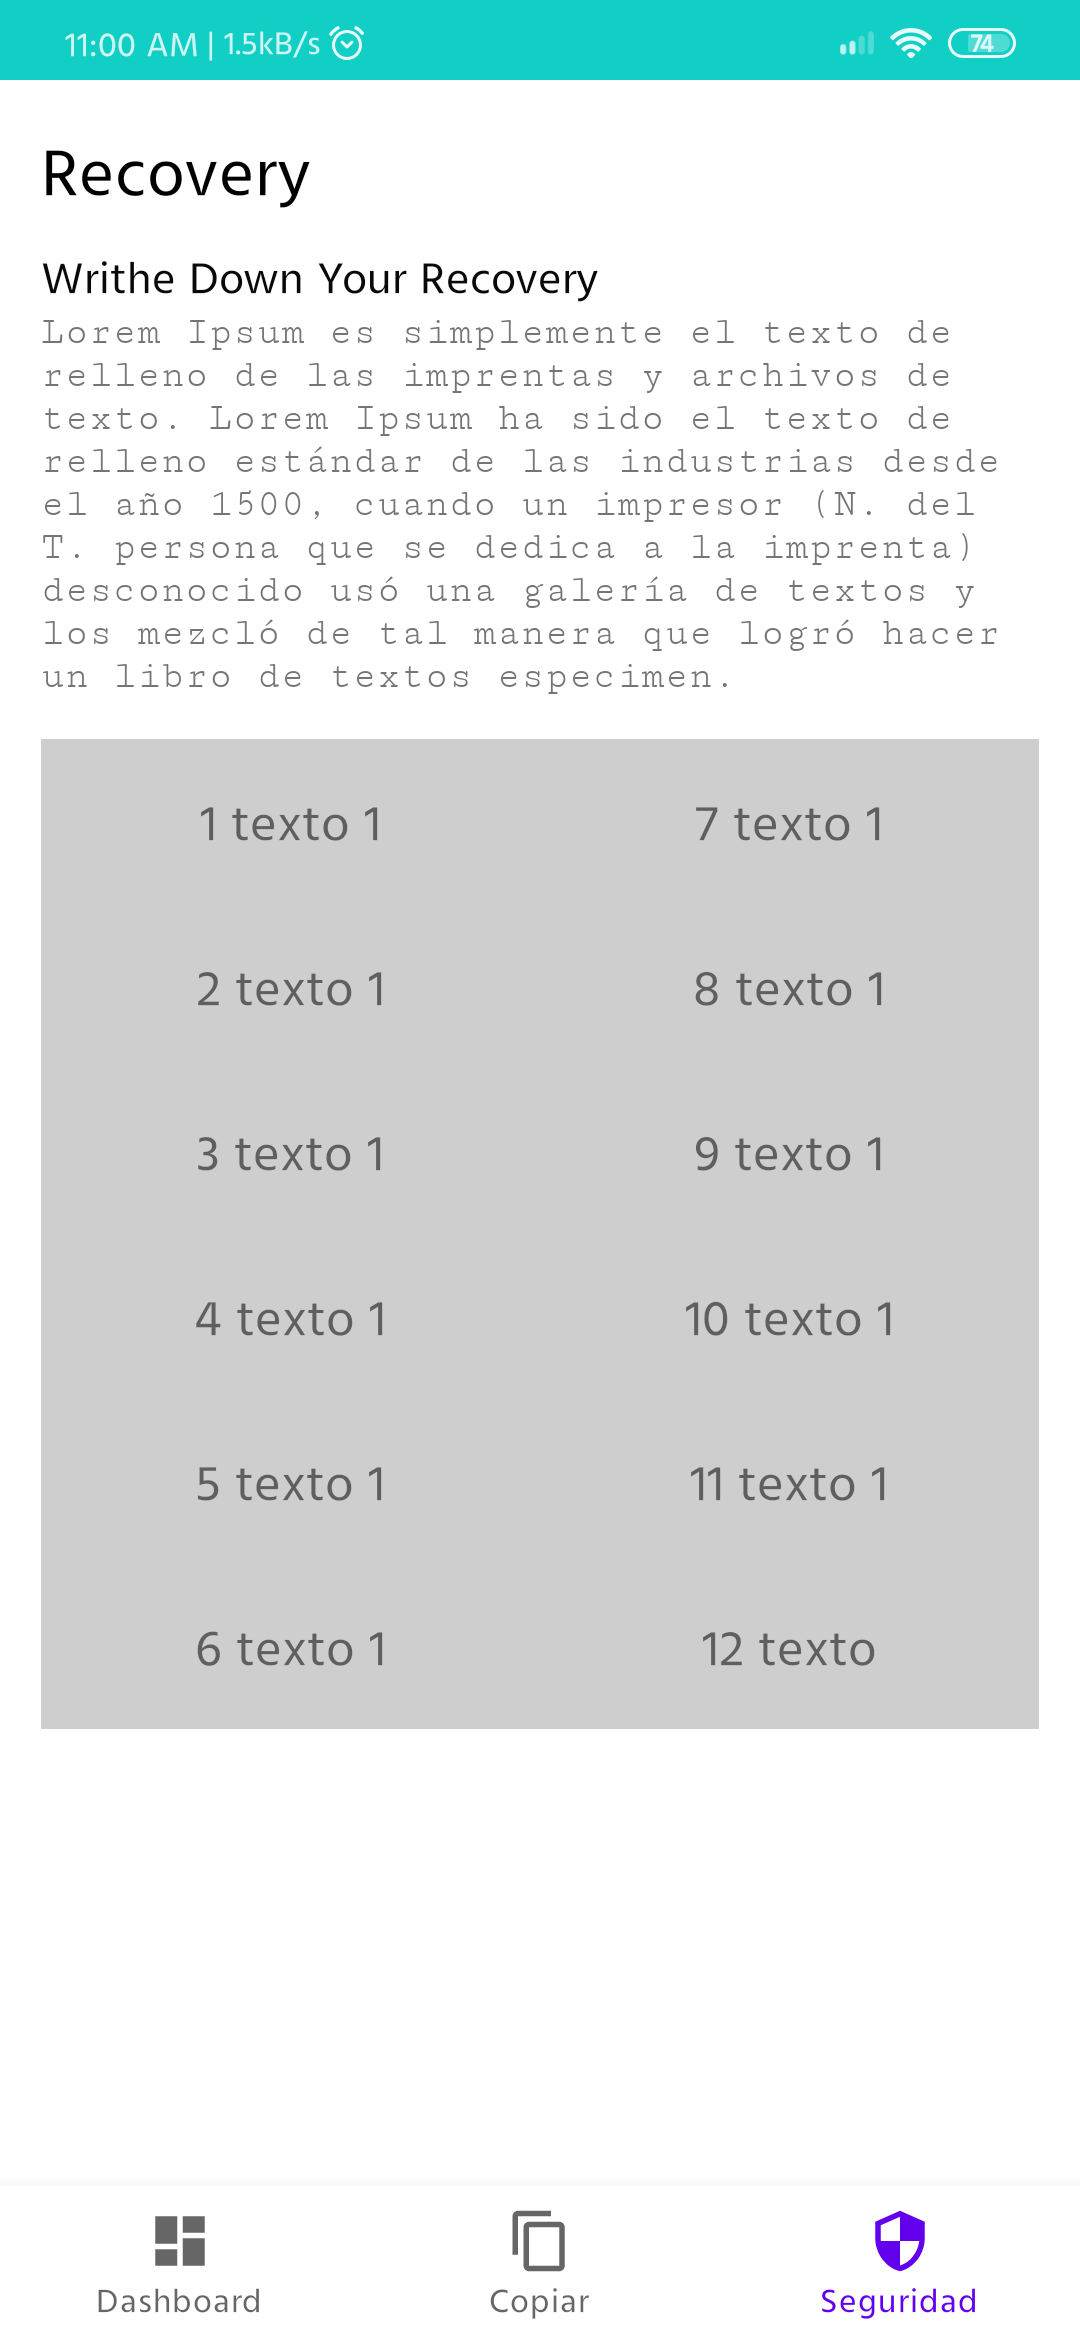 11:00 AM | 1.5kB/s
74
Recovery
Writhe Down Your Recovery
Lorem Ipsum es simplemente el texto de
relleno de las imprentas y archivos de
texto. Lorem Ipsum ha sido el texto de
relleno estándar de las industrias desde
el año 1500, cuando un impresor (N. del
T. persona que se dedica a la imprenta)
desconocido usó una galería de textos y
los mezcló de tal manera que logró hacer
un libro de textos especimen.
1 texto 1
7 texto 1
2 texto 1
8 texto 1
3 texto 1
9 texto 1
4 texto 1
10 texto 1
5 texto 1
11 texto 1
6 texto 1
12 texto
Dashboard
Copiar
Seguridad